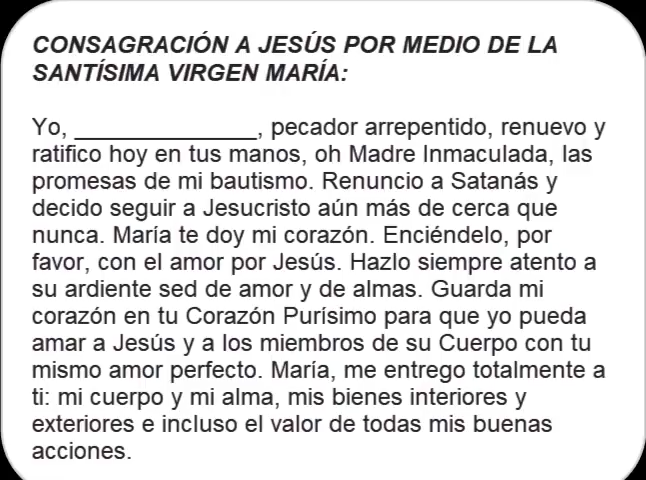 CONSAGRACIÓN A JESÚS POR MEDIO DE LA
SANTÍSIMA VIRGEN MARÍA:
Yo, ______________, pecador arrepentido, renuevo y
ratifico hoy en tus manos, oh Madre Inmaculada, las
promesas de mi bautismo. Renuncio a Satanás y
decido seguir a Jesucristo aún más de cerca que
nunca. María te doy mi corazón. Enciéndelo, por
favor, con el amor por Jesús. Hazlo siempre atento a
su ardiente sed de amor y de almas. Guarda mi
corazón en tu Corazón Purísimo para que yo pueda
amar a Jesús y a los miembros de su Cuerpo con tu
mismo amor perfecto. María, me entrego totalmente a
ti: mi cuerpo y mi alma, mis bienes interiores y
exteriores e incluso el valor de todas mis buenas
acciones.